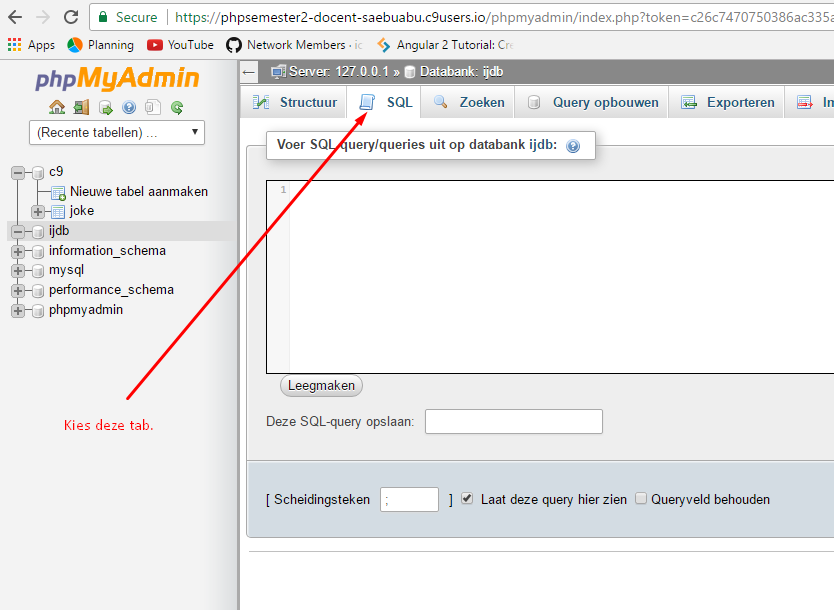 Secure https://phpsemester2-docent-saebuabu.c9users.io/phpmyadmin/index.php?token=c26c7470750386ac335a
Apps Planning YouTube Network Members · ic Angular 2 Tutorial: Cre
phpMyAdmin
(Recente tabellen) ...
c9
Nieuwe tabel aanmaken
joke
ijdb
information_schema
mysql
performance_schema
phpmyadmin
Kies deze tab.
Server: 127.0.0.1 » Databank: ijdb
Structuur SQL Zoeken Query opbouwen Exporteren Im
Voer SQL query/queries uit op databank ijdb:
1
Leegmaken
Deze SQL-query opslaan:
[ Scheidingsteken ; ] Laat deze query hier zien Queryveld behouden